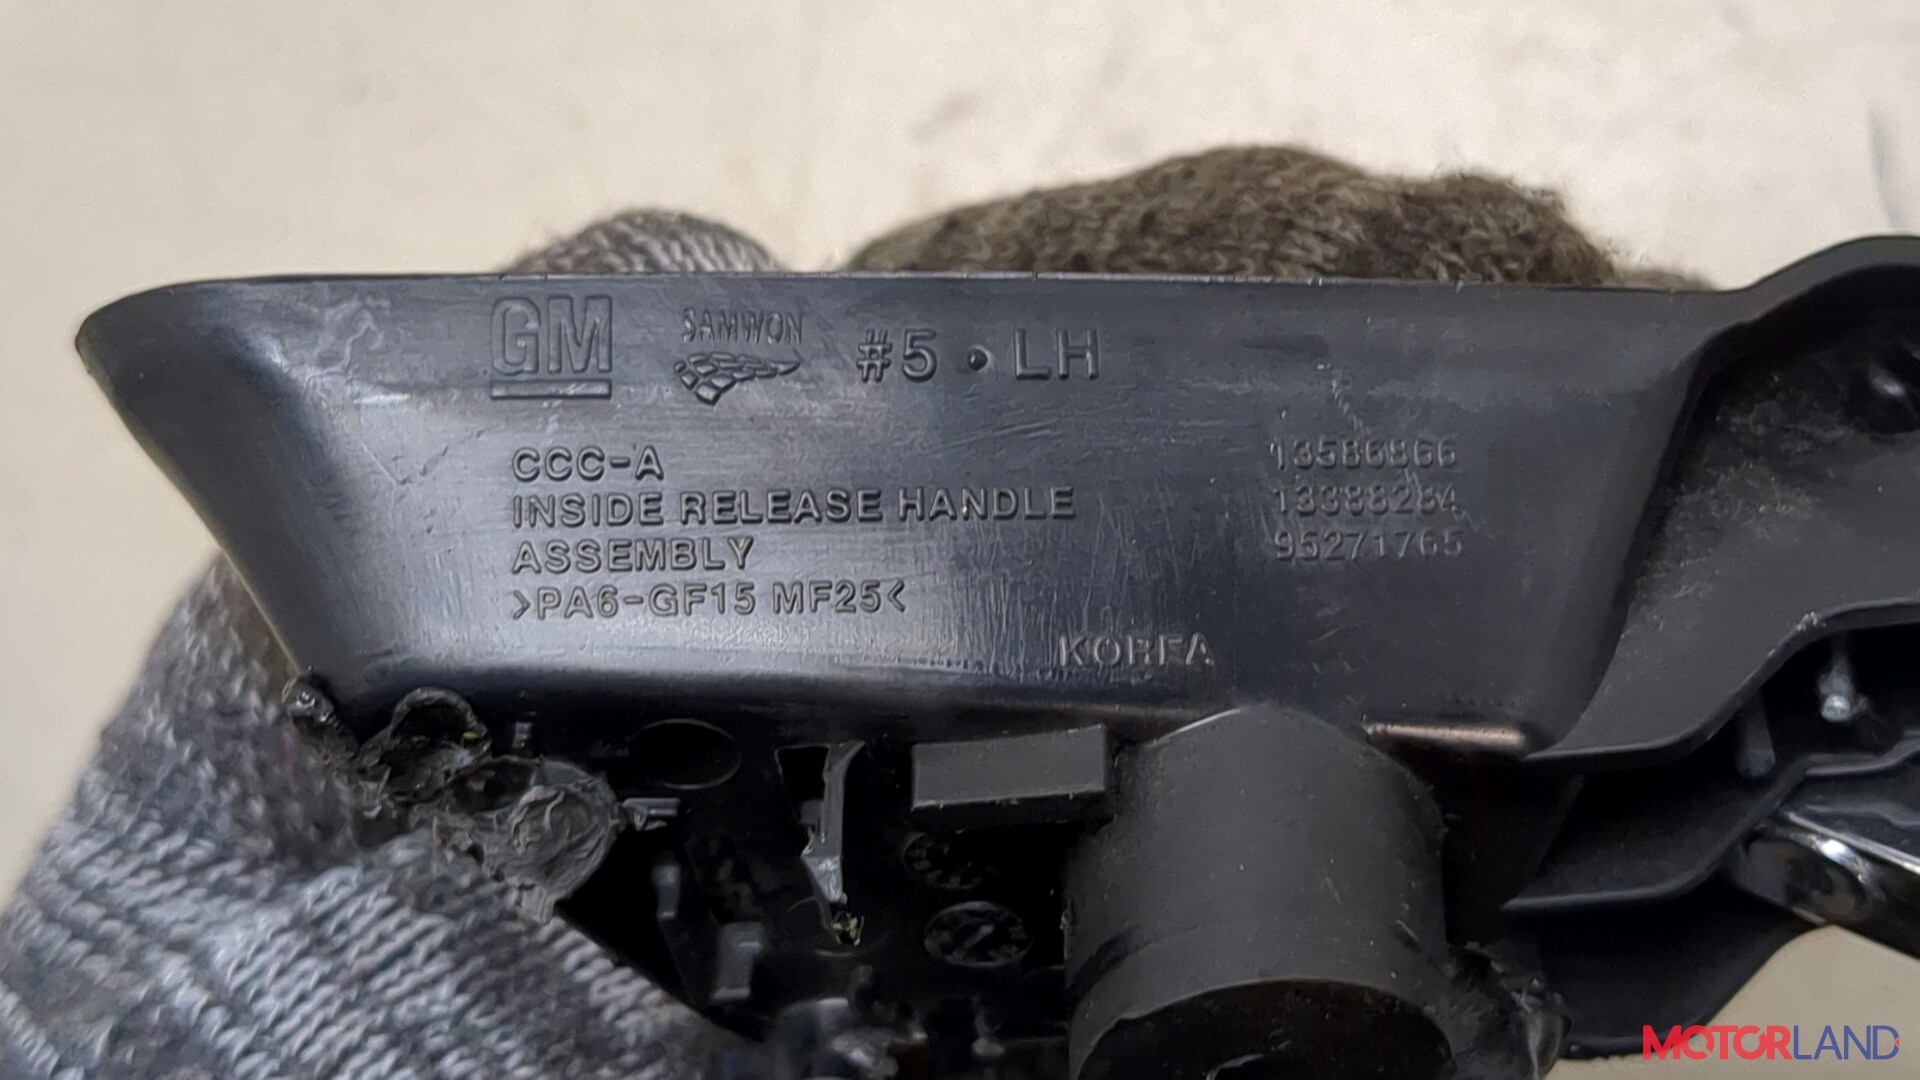 GM SAMWON #5 • LH
CCC-A
INSIDE RELEASE HANDLE
ASSEMBLY
>PA6-GF15 MF25<
13586866
13388284
95271765
KOREA
MOTORLAND